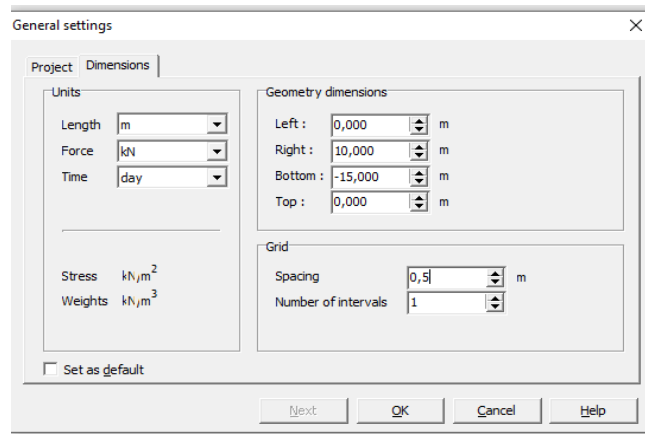 General settings
Project Dimensions
Units
Length m
Force kN
Time day
Stress kN/m²
Weights kN/m³
Geometry dimensions
Left : 0,000 m
Right : 10,000 m
Bottom : -15,000 m
Top : 0,000 m
Grid
Spacing 0,5 m
Number of intervals 1
Set as default
Next OK Cancel Help